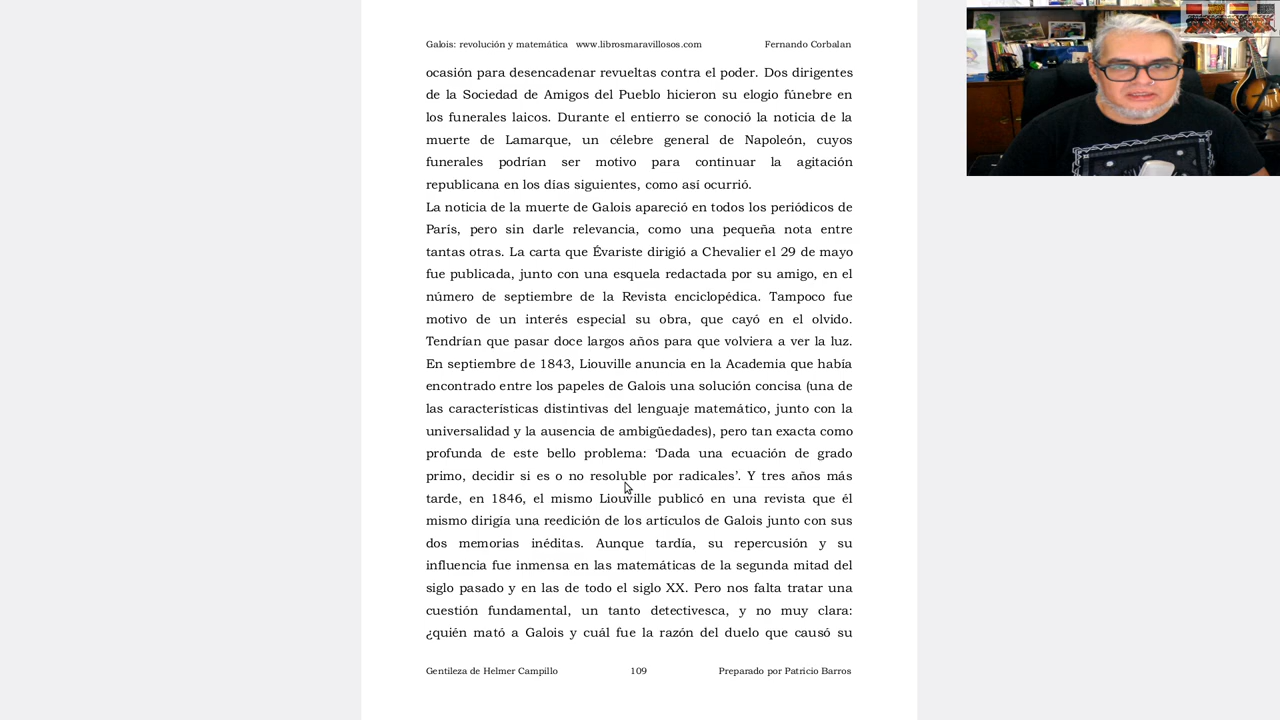 Galois: revolución y matemática www.librosmaravillosos.com Fernando Corbalan
ocasión para desencadenar revueltas contra el poder. Dos dirigentes
de la Sociedad de Amigos del Pueblo hicieron su elogio fúnebre en
los funerales laicos. Durante el entierro se conoció la noticia de la
muerte de Lamarque, un célebre general de Napoleón, cuyos
funerales podrían ser motivo para continuar la agitación
republicana en los días siguientes, como así ocurrió.
La noticia de la muerte de Galois apareció en todos los periódicos de
París, pero sin darle relevancia, como una pequeña nota entre
tantas otras. La carta que Évariste dirigió a Chevalier el 29 de mayo
fue publicada, junto con una esquela redactada por su amigo, en el
número de septiembre de la Revista enciclopédica. Tampoco fue
motivo de un interés especial su obra, que cayó en el olvido.
Tendrían que pasar doce largos años para que volviera a ver la luz.
En septiembre de 1843, Liouville anuncia en la Academia que había
encontrado entre los papeles de Galois una solución concisa (una de
las características distintivas del lenguaje matemático, junto con la
universalidad y la ausencia de ambigüedades), pero tan exacta como
profunda de este bello problema: ‘Dada una ecuación de grado
primo, decidir si es o no resoluble por radicales’. Y tres años más
tarde, en 1846, el mismo Liouville publicó en una revista que él
mismo dirigía una reedición de los artículos de Galois junto con sus
dos memorias inéditas. Aunque tardía, su repercusión y su
influencia fue inmensa en las matemáticas de la segunda mitad del
siglo pasado y en las de todo el siglo XX. Pero nos falta tratar una
cuestión fundamental, un tanto detectivesca, y no muy clara:
¿quién mató a Galois y cuál fue la razón del duelo que causó su
Gentileza de Helmer Campillo 109 Preparado por Patricio Barros